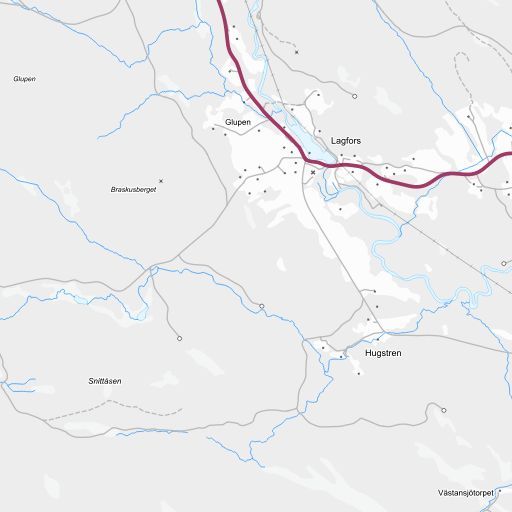 Glupen
Glupen
Lagfors
Braskusberget
Hugstren
Snittåsen
Västansjötorpet